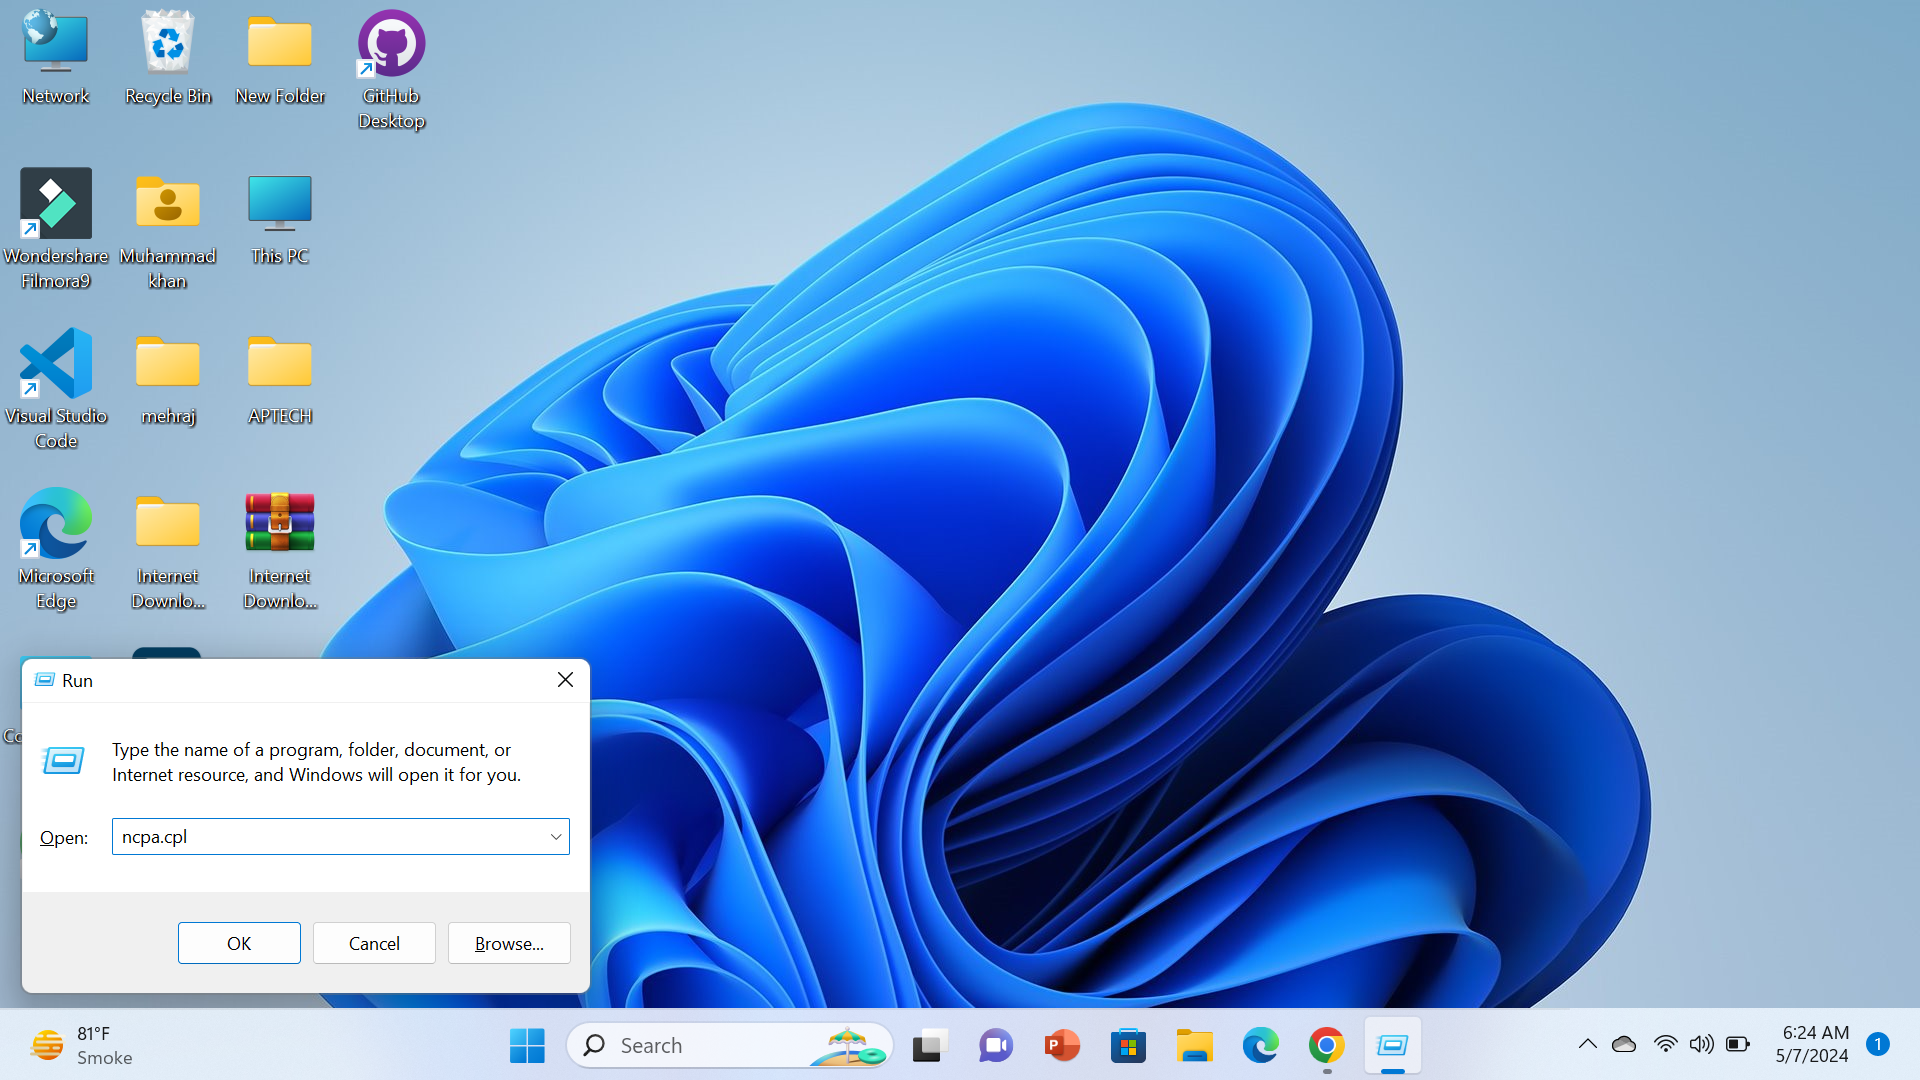 Network
Recycle Bin
New Folder
GitHub
Desktop
Wondershare
Filmora9
Muhammad
khan
This PC
Visual Studio
Code
mehraj
APTECH
Microsoft
Edge
Internet
Downlo...
Internet
Downlo...
Run
Type the name of a program, folder, document, or
Internet resource, and Windows will open it for you.
Open:
ncpa.cpl
OK
Cancel
Browse...
81°F
Smoke
Search
P
6:24 AM
5/7/2024
1